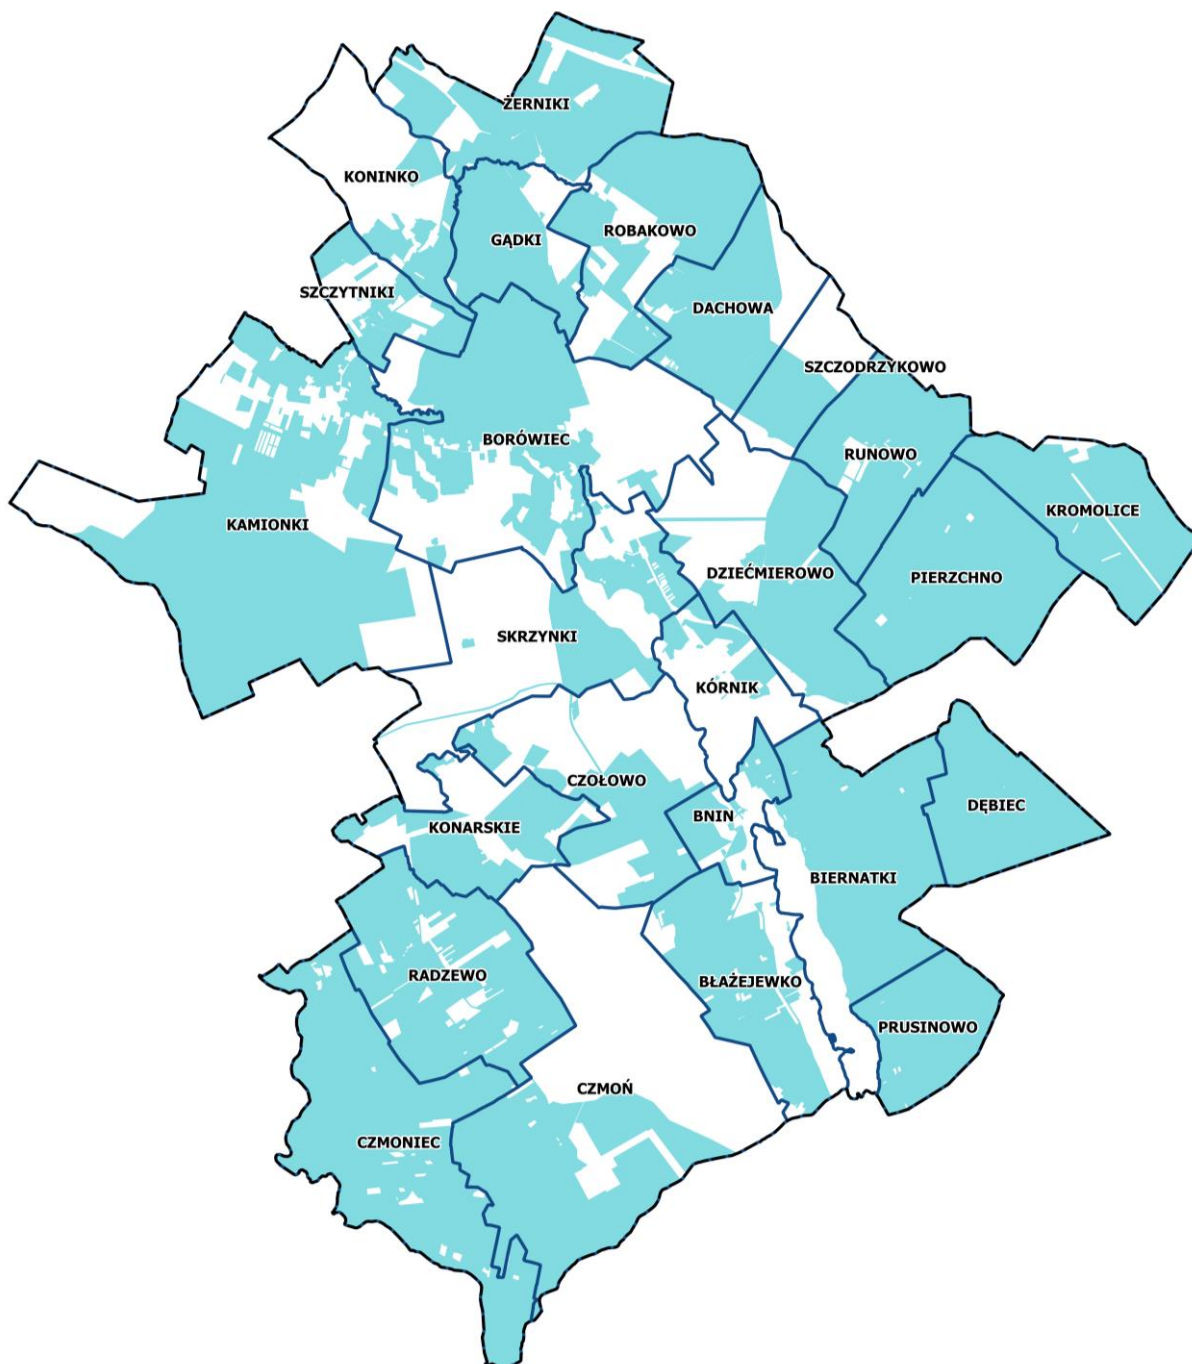 ŻERNIKI
KONINKO
ROBAKOWO
GĄDKI
SZCZYTNIKI
DACHOWA
SZCZODRZYKOWO
BORÓWIEC
RUNOWO
KROMOLICE
KAMIONKI
DZIEĆMIEROWO
PIERZCHNO
SKRZYNKI
KÓRNIK
CZOŁOWO
DĘBIEC
BNIN
KONARSKIE
BIERNATKI
RADZEWO
BŁAŻEJEWKO
PRUSINOWO
CZMOŃ
CZMONIEC